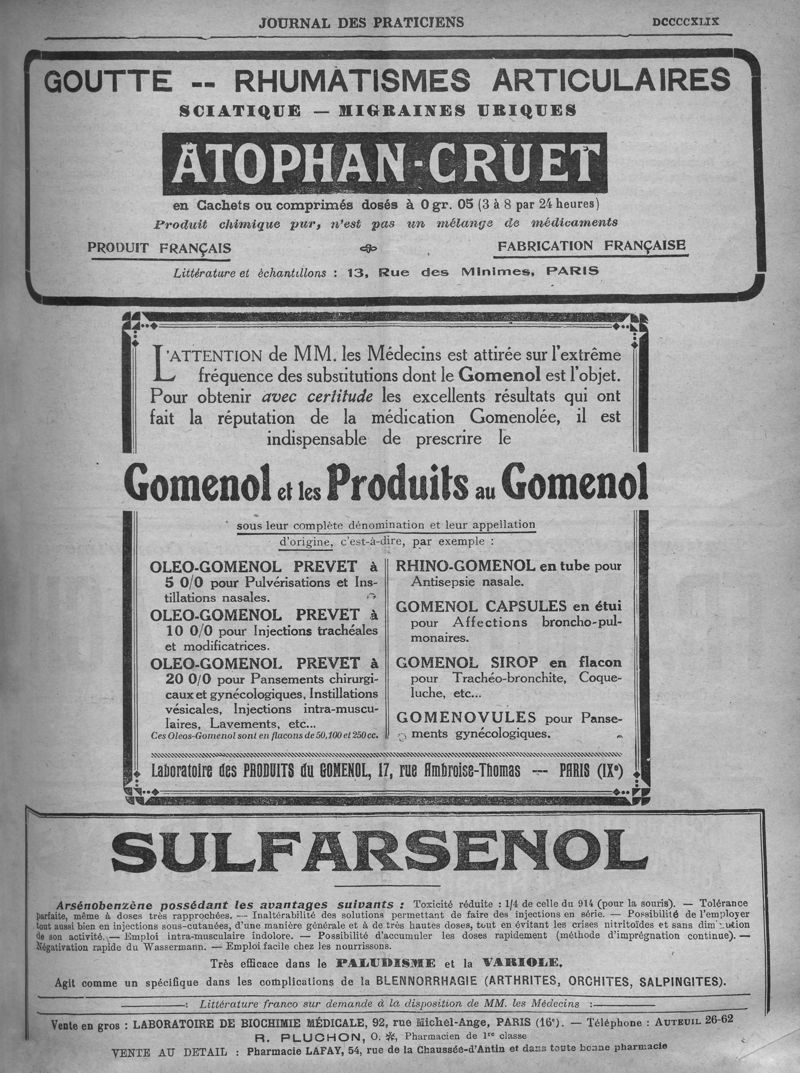 JOURNAL DES PRATICIENS
DCCCCXLIX
GOUTTE -- RHUMATISMES ARTICULAIRES
SCIATIQUE — MIGRAINES URIQUES
ATOPHAN-CRUET
en Cachets ou comprimés dosés à 0 gr. 05 (3 à 8 par 24 heures)
Produit chimique pur, n'est pas un mélange de médicaments
PRODUIT FRANÇAIS
FABRICATION FRANÇAISE
Littérature et échantillons : 13, Rue des Minimes, PARIS
L'ATTENTION de MM. les Médecins est attirée sur l'extrême
fréquence des substitutions dont le Gomenol est l'objet.
Pour obtenir avec certitude les excellents résultats qui ont
fait la réputation de la médication Gomenolée, il est
indispensable de prescrire le
Gomenol et les Produits au Gomenol
sous leur complète dénomination et leur appellation
d'origine, c'est-à-dire, par exemple :
OLEO-GOMENOL PREVET à
5 0/0 pour Pulvérisations et Ins-
tillations nasales.
OLEO-GOMENOL PREVET à
10 0/0 pour Injections trachéales
et modificatrices.
OLEO-GOMENOL PREVET à
20 0/0 pour Pansements chirurgi-
caux et gynécologiques, Instillations
vésicales, Injections intra-muscu-
laires, Lavements, etc...
Ces Oleos-Gomenol sont en flacons de 50, 100 et 250 cc.
RHINO-GOMENOL en tube pour
Antisepsie nasale.
GOMENOL CAPSULES en étui
pour Affections broncho-pul-
monaires.
GOMENOL SIROP en flacon
pour Trachéo-bronchite, Coque-
luche, etc...
GOMENOVULES pour Panse-
ments gynécologiques.
Laboratoire des PRODUITS du GOMENOL, 17, rue Ambroise-Thomas — PARIS (IXe)
SULFARSENOL
Arsénobenzène possédant les avantages suivants : Toxicité réduite : 1/4 de celle du 914 (pour la souris). — Tolérance
parfaite, même à doses très rapprochées. — Inaltérabilité des solutions permettant de faire des injections en série. — Possibilité de l'employer
tout aussi bien en injections sous-cutanées, d'une manière générale et à de très hautes doses, tout en évitant les crises nitritoïdes et sans diminution
de son activité. — Emploi intra-musculaire indolore. — Possibilité d'accumuler les doses rapidement (méthode d'imprégnation continue). —
Négativation rapide du Wassermann. — Emploi facile chez les nourrissons.
Très efficace dans le PALUDISME et la VARIOLE.
Agit comme un spécifique dans les complications de la BLENNORRHAGIE (ARTHRITES, ORCHITES, SALPINGITES).
Littérature franco sur demande à la disposition de MM. les Médecins :
Vente en gros : LABORATOIRE DE BIOCHIMIE MÉDICALE, 92, rue Michel-Ange, PARIS (16e). — Téléphone : AUTEUIL 26-62
R. PLUCHON, O. ✻, Pharmacien de 1re classe
VENTE AU DETAIL : Pharmacie LAFAY, 54, rue de la Chaussée-d'Antin et dans toute bonne pharmacie